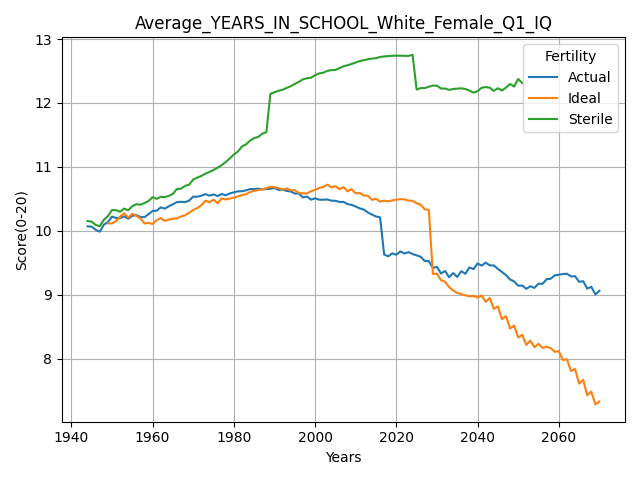 Average_YEARS_IN_SCHOOL_White_Female_Q1_IQ
Score(0-20)
13
12
11
10
9
8
Fertility
Actual
Ideal
Sterile
1940 1960 1980 2000 2020 2040 2060
Years